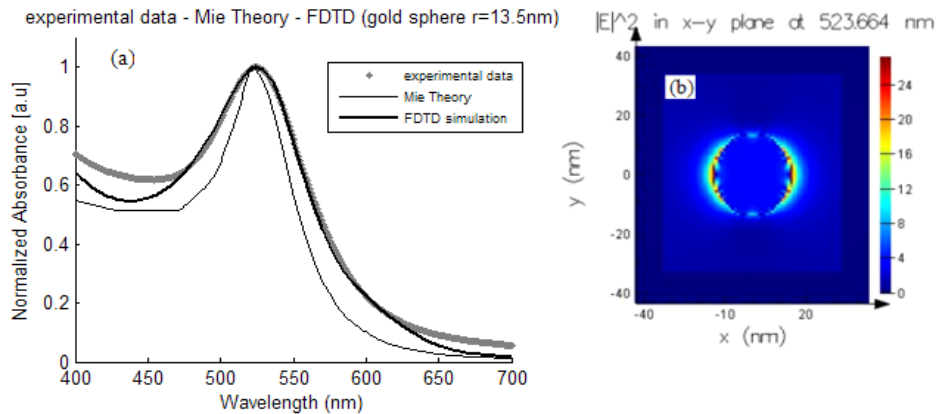 experimental data - Mie Theory - FDTD (gold sphere r=13.5nm)
(a)
experimental data
Mie Theory
FDTD simulation
Normalized Absorbance [a.u]
1
0.8
0.6
0.4
0.2
0
400 450 500 550 600 650 700
Wavelength (nm)
|E|^2 in x-y plane at 523.664 nm
(b)
y (nm)
40
20
0
-20
-40
-40 -10 20
x (nm)
24
20
16
12
8
4
0